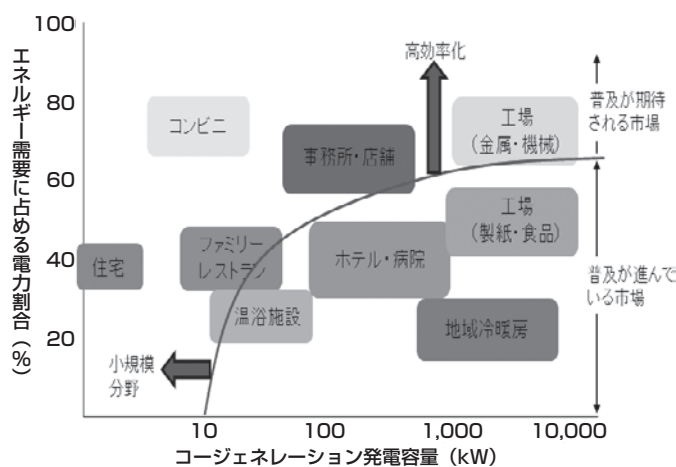 エネルギー需要に占める電力割合（％）
100
80
60
40
20
高効率化
普及が期待
される市場
コンビニ
工場
（金属・機械）
事務所・店舗
工場
（製紙・食品）
住宅
ファミリー
レストラン
ホテル・病院
普及が進んで
いる市場
温浴施設
地域冷暖房
小規模
分野
10
100
1,000
10,000
コージェネレーション発電容量（kW）